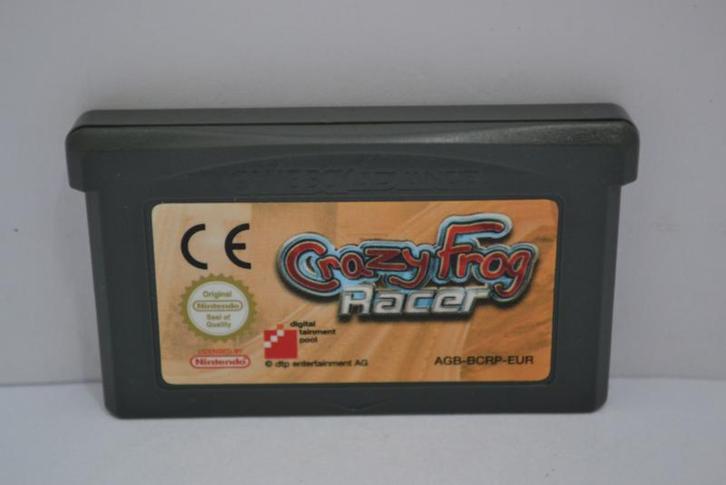 GAME BOY ADVANCE
CE
Crazy Frog
Racer
Original
Nintendo
Seal of
Quality
LICENSED BY
Nintendo
digital
tainment
pool
© dtp entertainment AG
AGB-BCRP-EUR